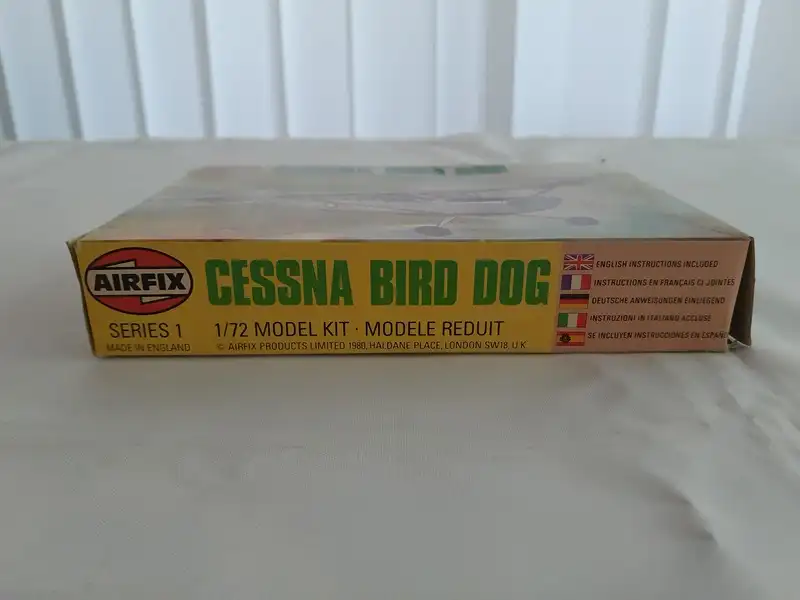 AIRFIX
SERIES 1
MADE IN ENGLAND
CESSNA BIRD DOG
1/72 MODEL KIT · MODELE REDUIT
© AIRFIX PRODUCTS LIMITED 1980, HALDANE PLACE, LONDON SW18, U.K.
ENGLISH INSTRUCTIONS INCLUDED
INSTRUCTIONS EN FRANÇAIS CI JOINTES
DEUTSCHE ANWEISUNGEN EINLIEGEND
INSTRUZIONI IN ITALIANO ACCLUSE
SE INCLUYEN INSTRUCCIONES EN ESPAÑ